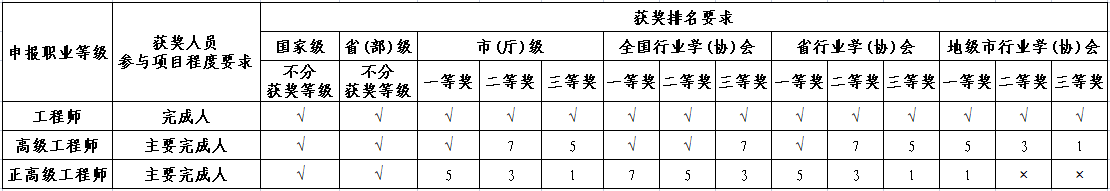 申报职业等级 获奖人员 参与项目程度要求 获奖排名要求
国家级 省(部)级 市(厅)级 全国行业学(协)会 省行业学(协)会 地级市行业学(协)会
不分获奖等级 不分获奖等级 一等奖 二等奖 三等奖 一等奖 二等奖 三等奖 一等奖 二等奖 三等奖 一等奖 二等奖 三等奖
工程师 完成人 √ √ √ √ √ √ √ √ √ √ √ √ √ √
高级工程师 主要完成人 √ √ √ 7 5 √ √ 7 √ 7 5 5 3 1
正高级工程师 主要完成人 √ √ 5 3 1 7 5 3 5 3 1 1 × ×